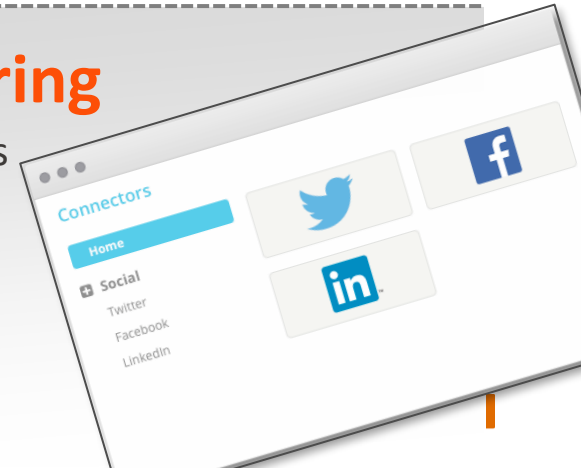 ring
s
Connectors
Home
Social
Twitter
Facebook
LinkedIn
in